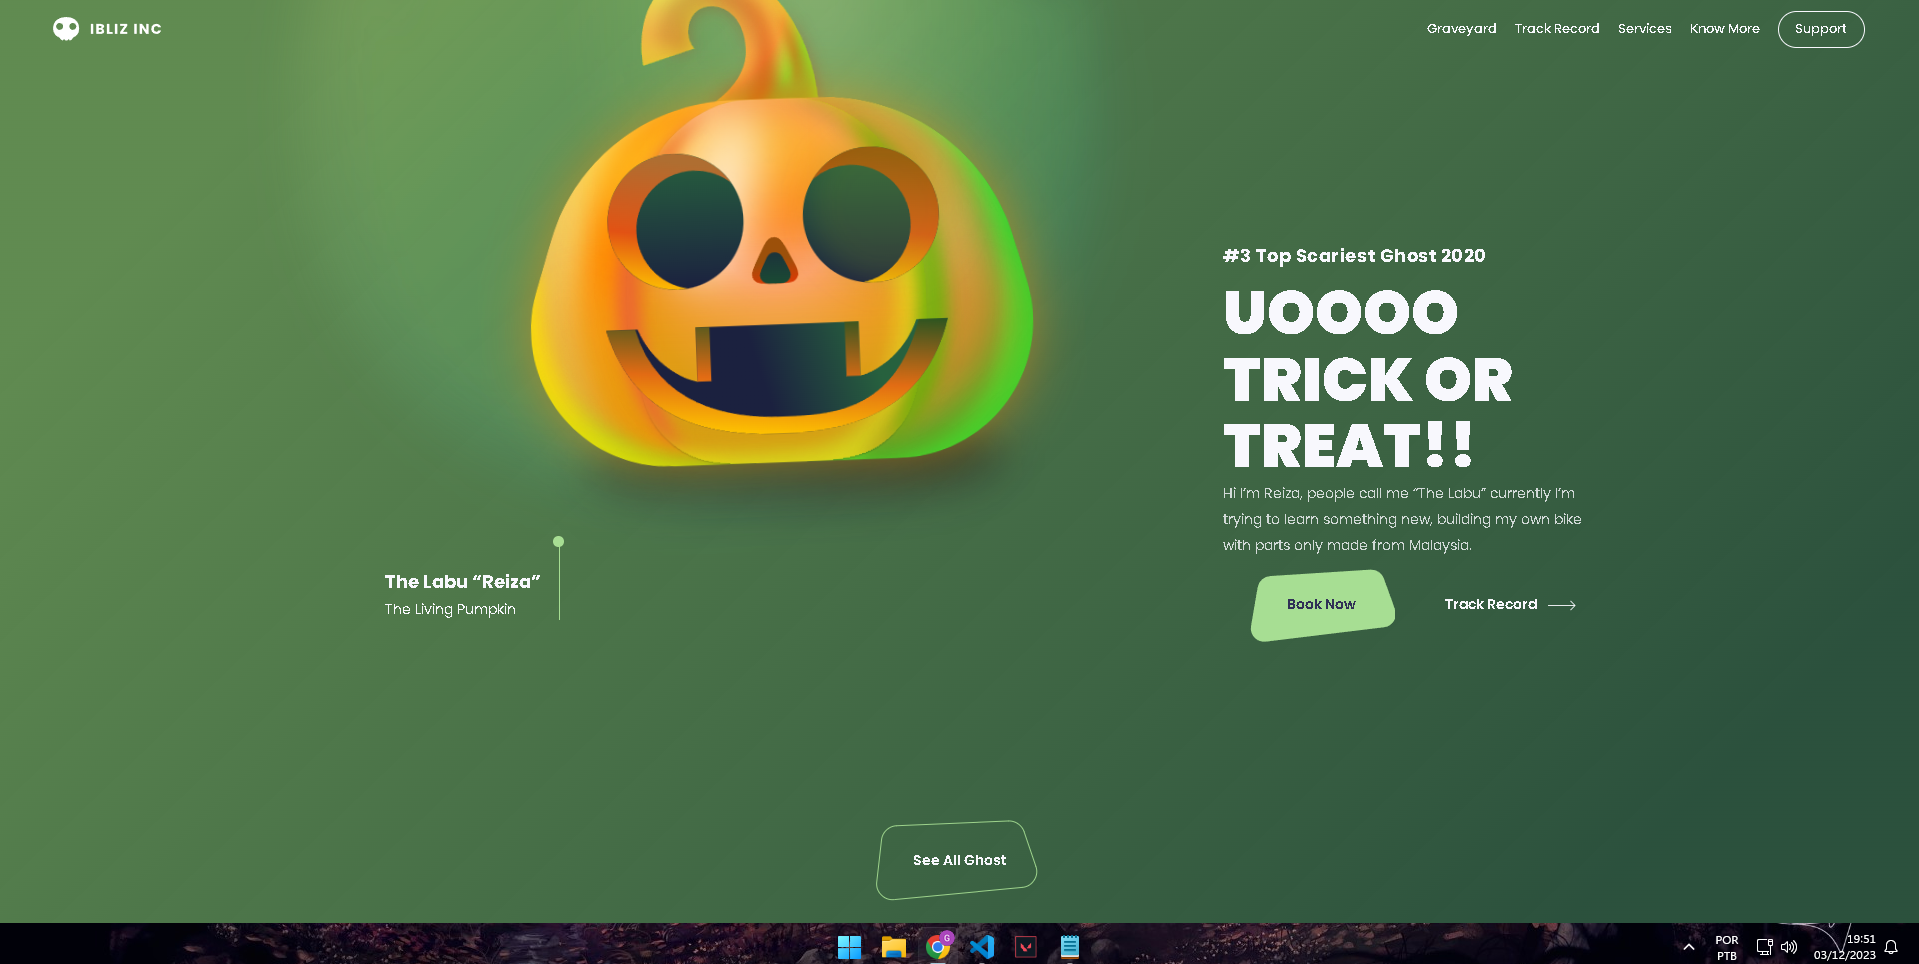 IBLIZ INC
Graveyard
Track Record
Services
Know More
Support
#3 Top Scariest Ghost 2020
UOOOO
TRICK OR
TREAT!!
Hi I’m Reiza, people call me “The Labu” currently I’m
trying to learn something new, building my own bike
with parts only made from Malaysia.
The Labu “Reiza”
The Living Pumpkin
Book Now
Track Record
See All Ghost
G
POR
PTB
19:51
03/12/2023